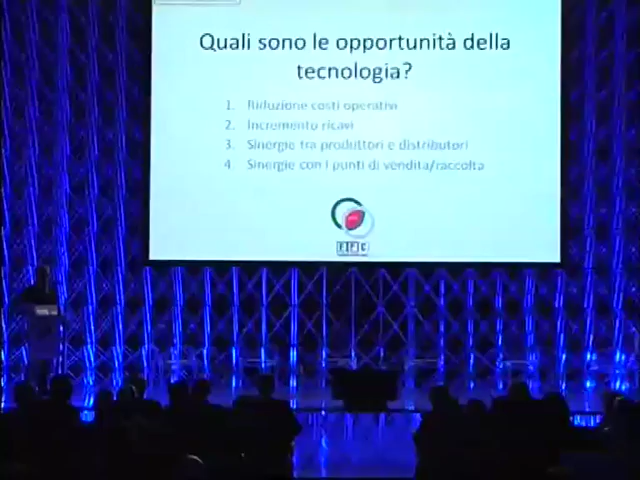 Quali sono le opportunità della
tecnologia?
1. Riduzione costi operativi
2. Incremento ricavi
3. Sinergie tra produttori e distributori
4. Sinergie con i punti di vendita/raccolta